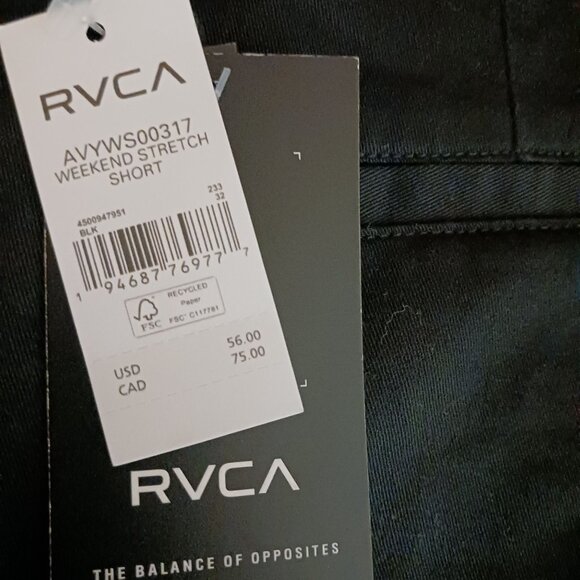 RVCA
AVYWS00317
WEEKEND STRETCH
SHORT
4500947951 233
BLK 32
1 94687 76977 7
FSC
RECYCLED
Paper
FSC® C117781
USD 56.00
CAD 75.00
RVCA
THE BALANCE OF OPPOSITES